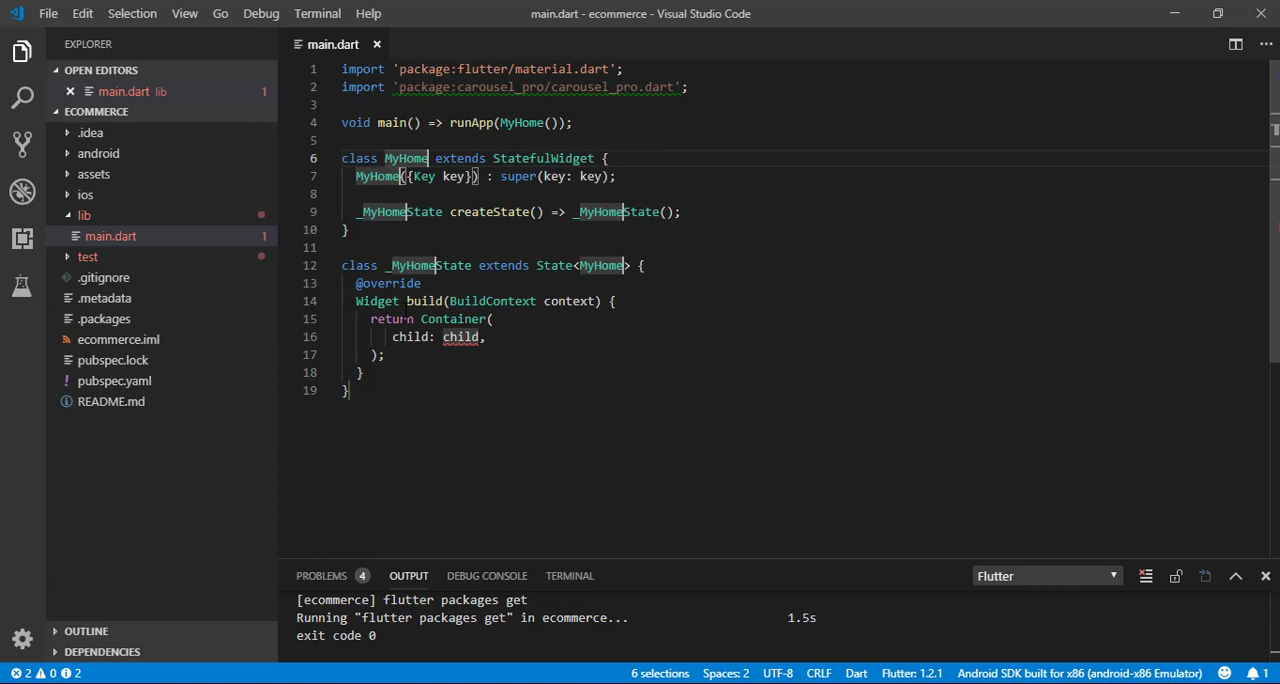 File Edit Selection View Go Debug Terminal Help main.dart - ecommerce - Visual Studio Code
EXPLORER
OPEN EDITORS
main.dart lib 1
ECOMMERCE
.idea
android
assets
ios
lib
main.dart 1
test
.gitignore
.metadata
.packages
ecommerce.iml
pubspec.lock
! pubspec.yaml
README.md
OUTLINE
DEPENDENCIES
main.dart
1 import 'package:flutter/material.dart';
2 import 'package:carousel_pro/carousel_pro.dart';
3
4 void main() => runApp(MyHome());
5
6 class MyHome extends StatefulWidget {
7 MyHome({Key key}) : super(key: key);
8
9 _MyHomeState createState() => _MyHomeState();
10 }
11
12 class _MyHomeState extends State<MyHome> {
13 @override
14 Widget build(BuildContext context) {
15 return Container(
16 child: child,
17 );
18 }
19 }
PROBLEMS 4 OUTPUT DEBUG CONSOLE TERMINAL Flutter
[ecommerce] flutter packages get
Running "flutter packages get" in ecommerce... 1.5s
exit code 0
2 0 2 6 selections Spaces: 2 UTF-8 CRLF Dart Flutter: 1.2.1 Android SDK built for x86 (android-x86 Emulator) 1